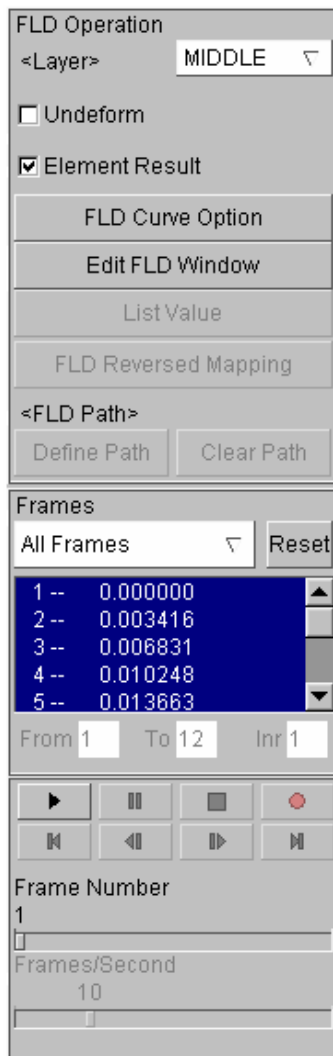 FLD Operation
<Layer> MIDDLE
Undeform
Element Result
FLD Curve Option
Edit FLD Window
List Value
FLD Reversed Mapping
<FLD Path>
Define Path Clear Path
Frames
All Frames Reset
1 -- 0.000000
2 -- 0.003416
3 -- 0.006831
4 -- 0.010248
5 -- 0.013663
From 1 To 12 Inr 1
Frame Number
1
Frames/Second
10